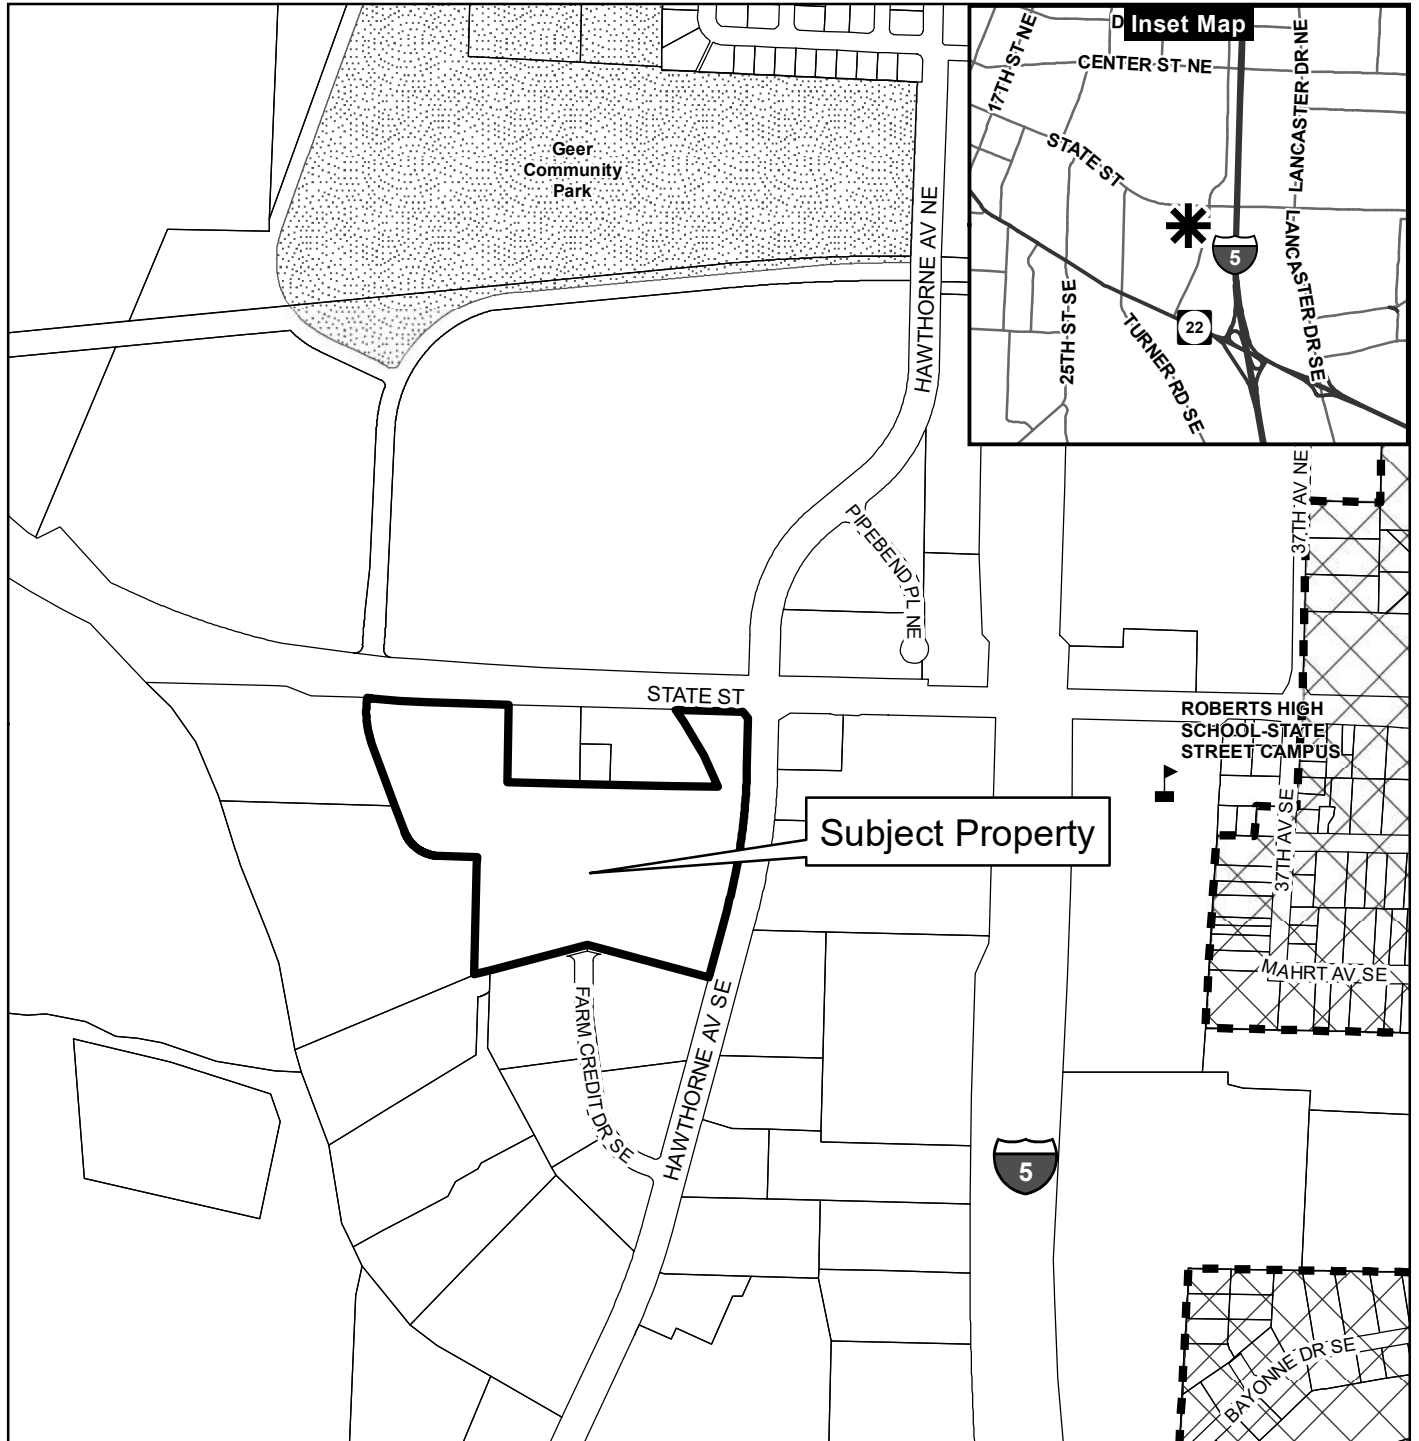 Inset Map
D
17TH ST NE
CENTER ST NE
LANCASTER DR NE
STATE ST
5
25TH ST SE
TURNER RD SE
22
LANCASTER DR SE
Geer
Community
Park
HAWTHORNE AV NE
PIPEBEND PL NE
37TH AV NE
STATE ST
ROBERTS HIGH
SCHOOL-STATE
STREET CAMPUS
Subject Property
37TH AV SE
MAHRT AV SE
FARM CREDIT DR SE
HAWTHORNE AV SE
5
BAYONNE DR SE